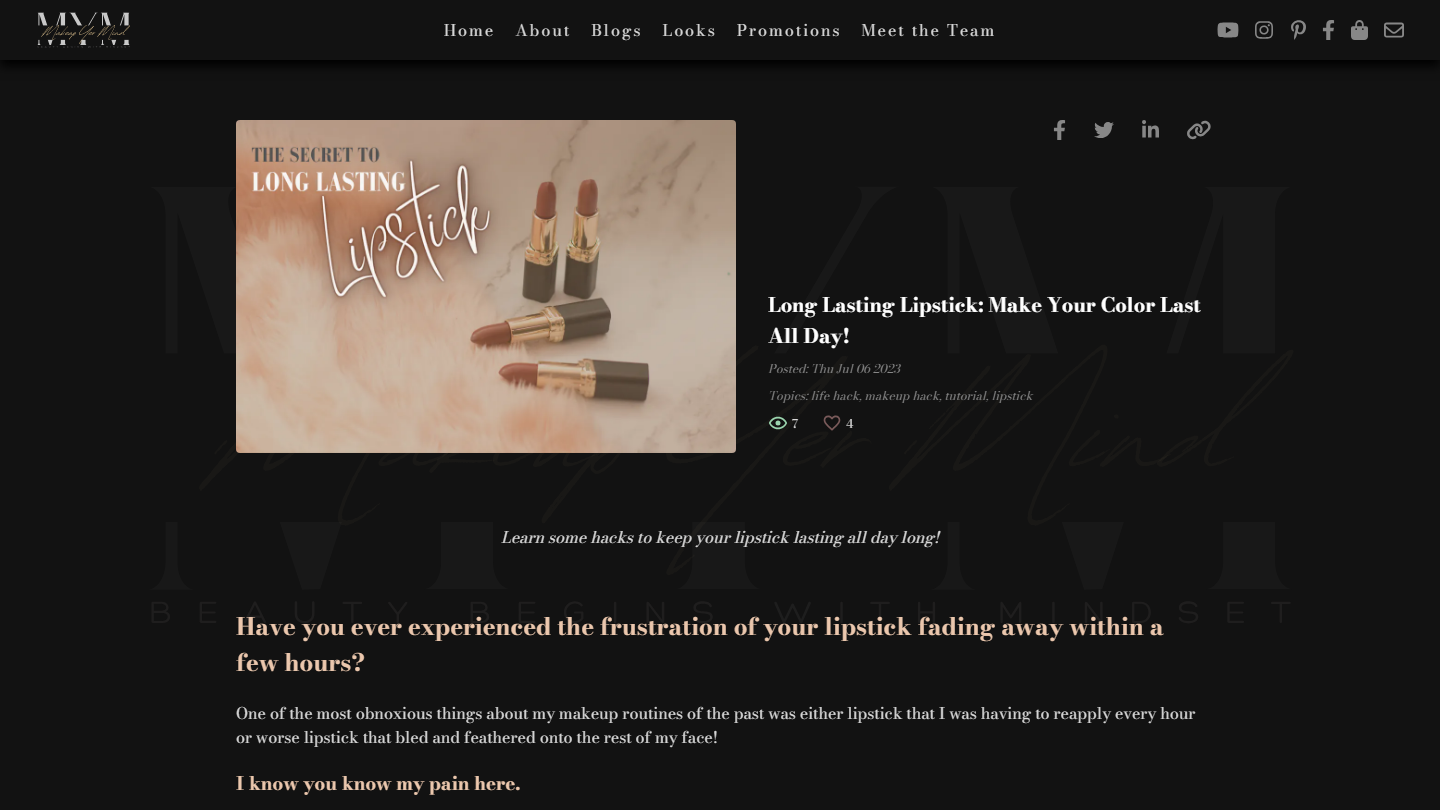 MYM
Makeup Yer Mind
Home About Blogs Looks Promotions Meet the Team
THE SECRET TO
LONG LASTING
Lipstick
Long Lasting Lipstick: Make Your Color Last
All Day!
Posted: Thu Jul 06 2023
Topics: life hack, makeup hack, tutorial, lipstick
7 4
Makeup Yer Mind
Learn some hacks to keep your lipstick lasting all day long!
BEAUTY BEGINS WITH MINDSET
Have you ever experienced the frustration of your lipstick fading away within a
few hours?
One of the most obnoxious things about my makeup routines of the past was either lipstick that I was having to reapply every hour
or worse lipstick that bled and feathered onto the rest of my face!
I know you know my pain here.